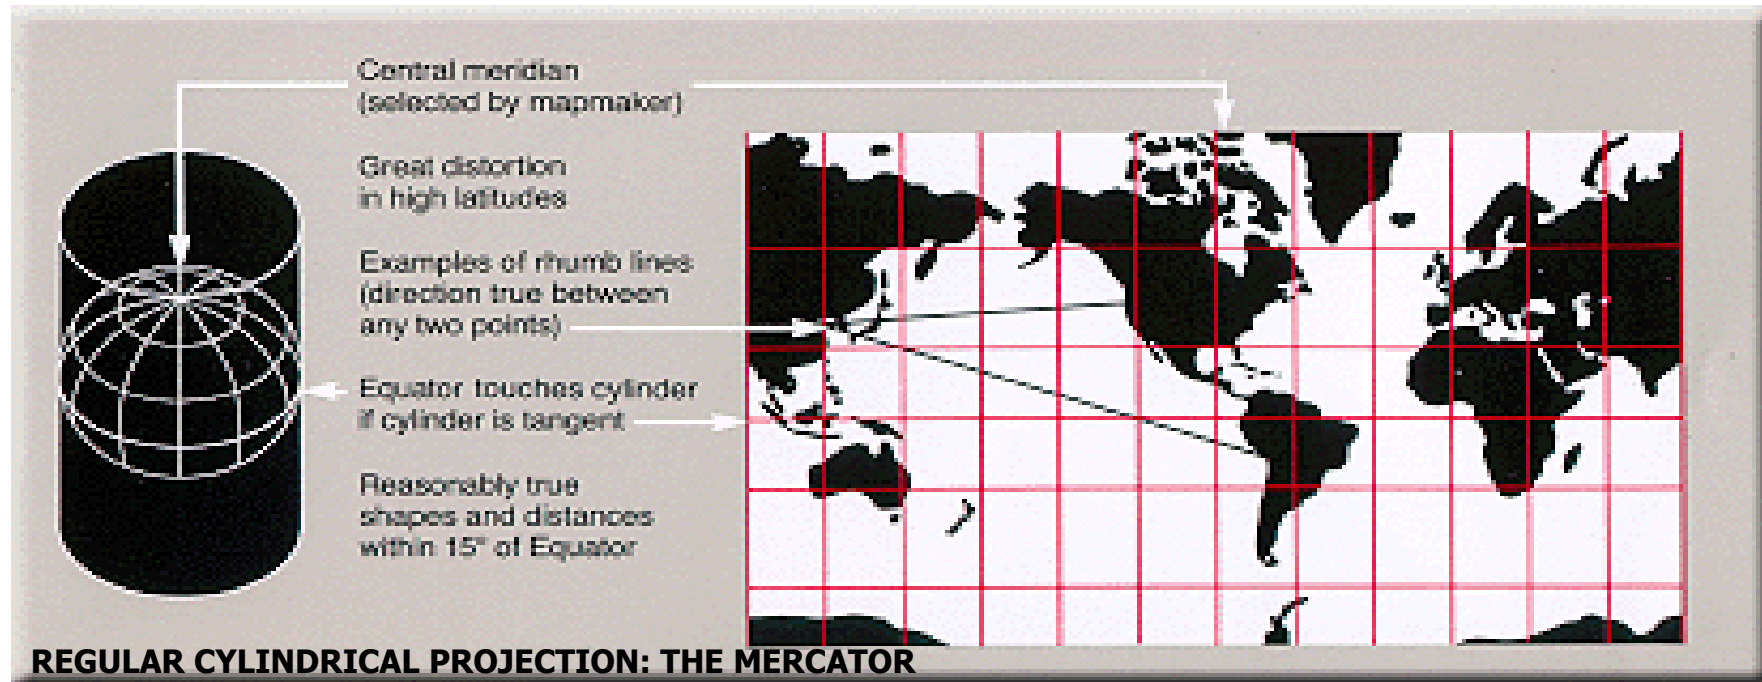 Central meridian
(selected by mapmaker)
Great distortion
in high latitudes
Examples of rhumb lines
(direction true between
any two points)
Equator touches cylinder
if cylinder is tangent
Reasonably true
shapes and distances
within 15° of Equator
REGULAR CYLINDRICAL PROJECTION: THE MERCATOR